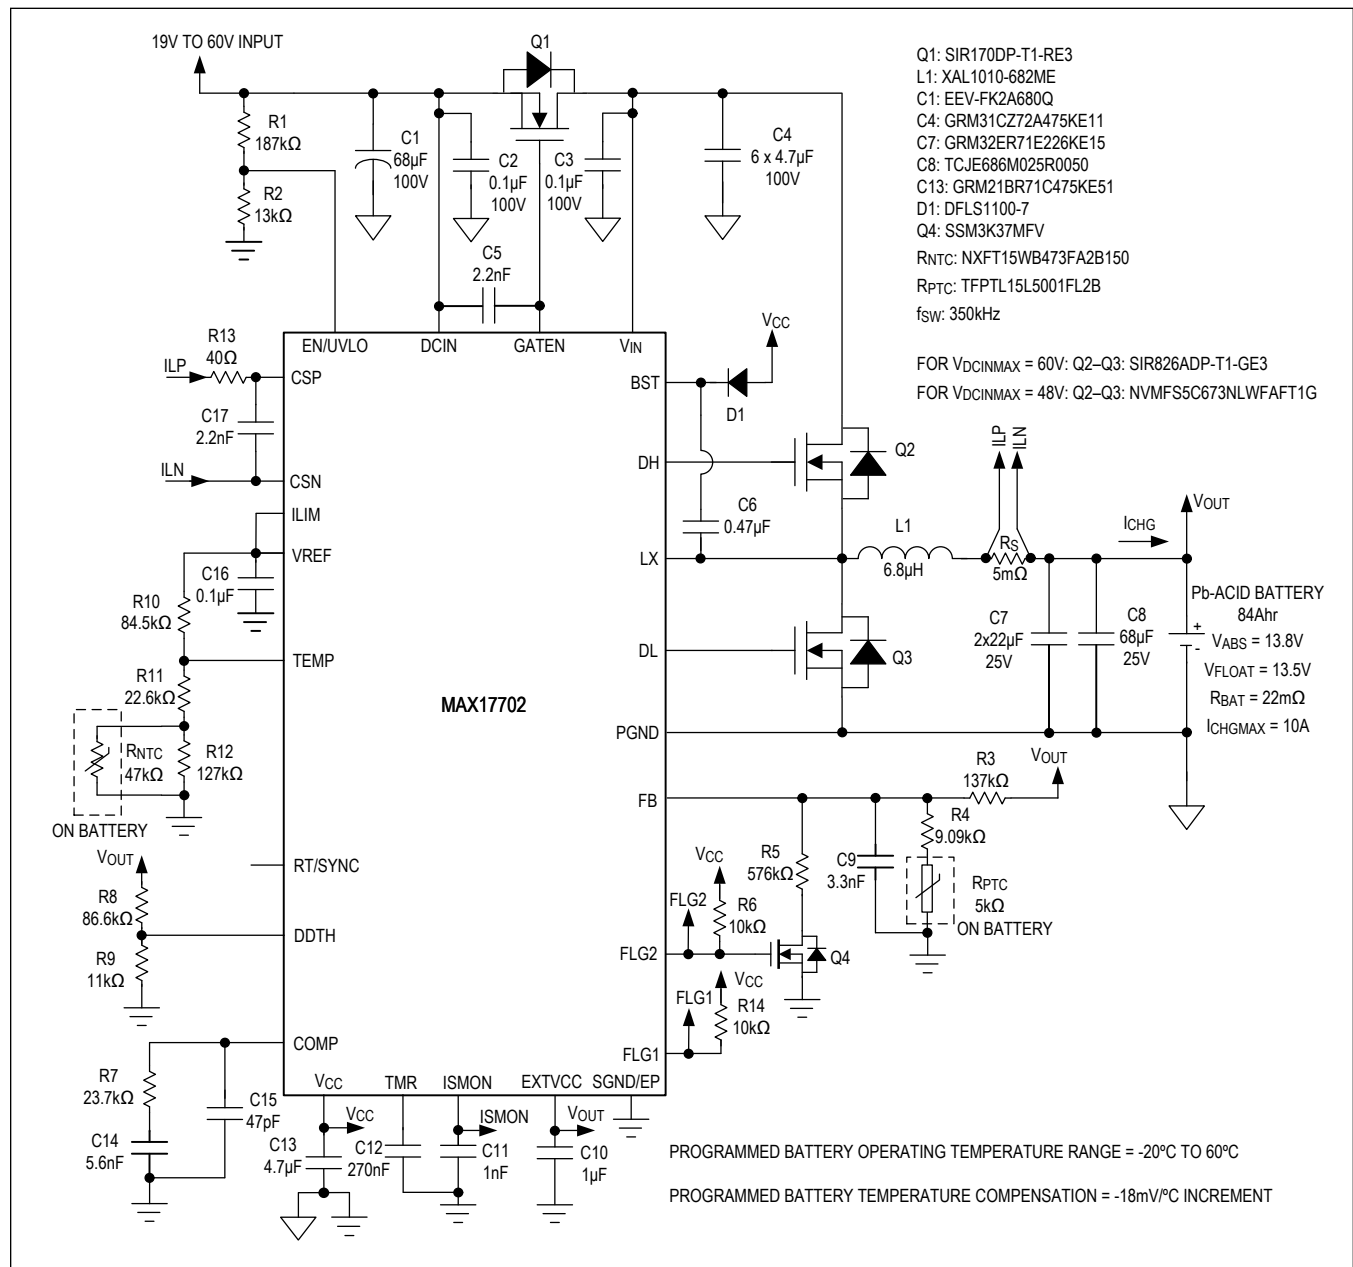 19V TO 60V INPUT
Q1
R1
187kΩ
C1
68µF
100V
C2
0.1µF
100V
C3
0.1µF
100V
C4
6 x 4.7µF
100V
R2
13kΩ
C5
2.2nF
Q1: SIR170DP-T1-RE3
L1: XAL1010-682ME
C1: EEV-FK2A680Q
C4: GRM31CZ72A475KE11
C7: GRM32ER71E226KE15
C8: TCJE686M025R0050
C13: GRM21BR71C475KE51
D1: DFLS1100-7
Q4: SSM3K37MFV
RNTC: NXFT15WB473FA2B150
RPTC: TFPTL15L5001FL2B
fSW: 350kHz
FOR VDCINMAX = 60V: Q2–Q3: SIR826ADP-T1-GE3
FOR VDCINMAX = 48V: Q2–Q3: NVMFS5C673NLWFAFT1G
EN/UVLO
DCIN
GATEN
VIN
R13
40Ω
ILP
CSP
C17
2.2nF
ILN
CSN
ILIM
VREF
C16
0.1µF
R10
84.5kΩ
TEMP
R11
22.6kΩ
RNTC
47kΩ
R12
127kΩ
ON BATTERY
VOUT
RT/SYNC
R8
86.6kΩ
DDTH
R9
11kΩ
COMP
R7
23.7kΩ
C15
47pF
C14
5.6nF
MAX17702
VCC
BST
D1
DH
Q2
C6
0.47µF
LX
L1
6.8µH
ILP
ILN
RS
5mΩ
ICHG
VOUT
DL
Q3
C7
2x22µF
25V
C8
68µF
25V
Pb-ACID BATTERY
84Ahr
+
-
VABS = 13.8V
VFLOAT = 13.5V
RBAT = 22mΩ
ICHGMAX = 10A
PGND
FB
R3
137kΩ
VOUT
R4
9.09kΩ
R5
576kΩ
C9
3.3nF
RPTC
5kΩ
ON BATTERY
VCC
FLG2
R6
10kΩ
FLG2
Q4
VCC
FLG1
R14
10kΩ
FLG1
VCC
TMR
ISMON
EXTVCC
SGND/EP
VCC
ISMON
VOUT
C13
4.7µF
C12
270nF
C11
1nF
C10
1µF
PROGRAMMED BATTERY OPERATING TEMPERATURE RANGE = -20ºC TO 60ºC
PROGRAMMED BATTERY TEMPERATURE COMPENSATION = -18mV/ºC INCREMENT